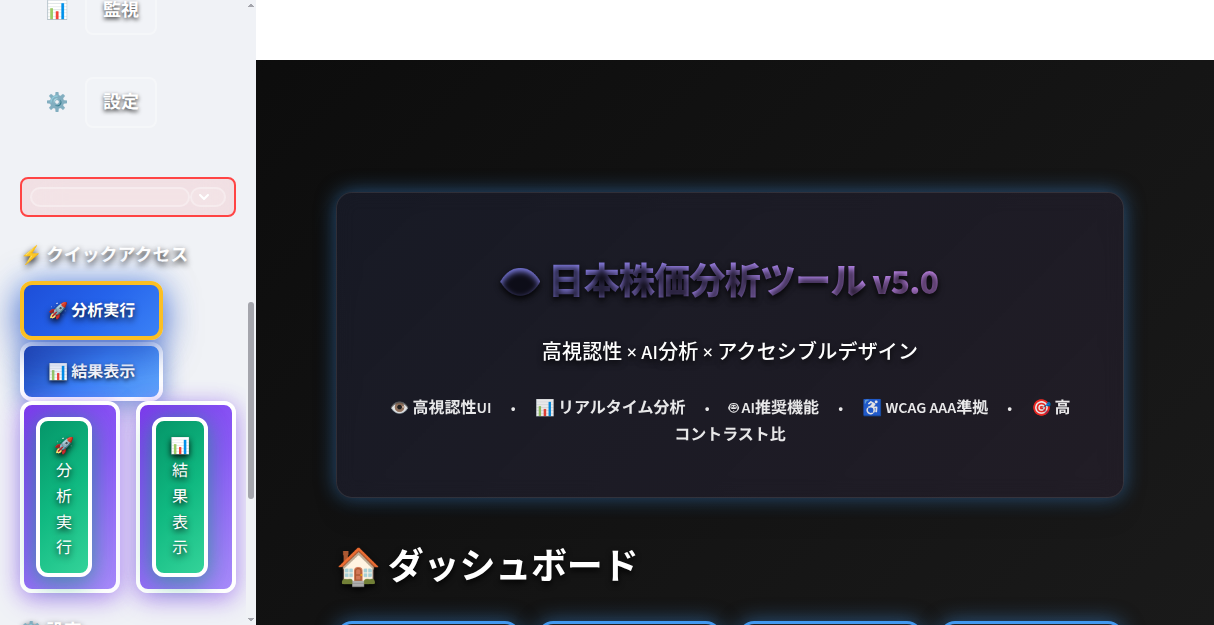 監視
設定
⚡ クイックアクセス
🚀 分析実行
📊 結果表示
🚀
分
析
実
行
📊
結
果
表
示
日本株価分析ツール v5.0
高視認性 × AI分析 × アクセシブルデザイン
👁️ 高視認性UI • 📊 リアルタイム分析 • AI推奨機能 • ♿ WCAG AAA準拠 • 🎯 高
コントラスト比
🏠 ダッシュボード